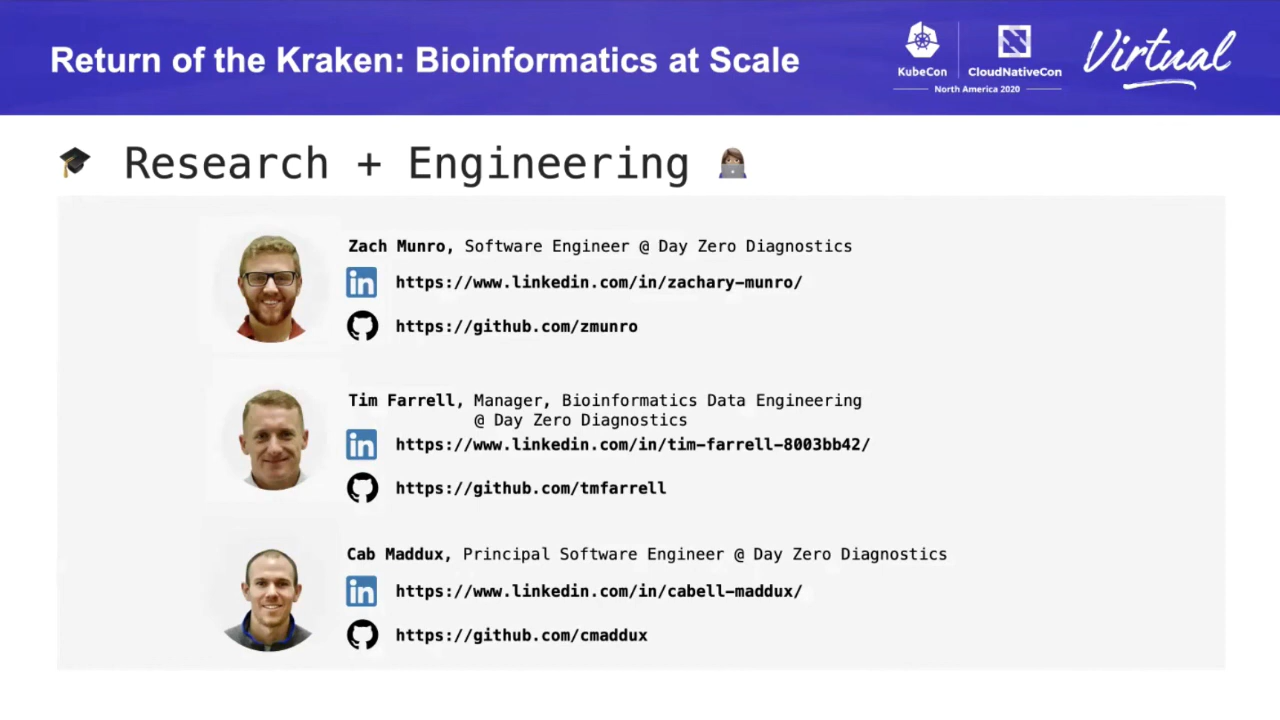 Return of the Kraken: Bioinformatics at Scale
KubeCon
CloudNativeCon
North America 2020
Virtual
Research + Engineering
Zach Munro, Software Engineer @ Day Zero Diagnostics
in https://www.linkedin.com/in/zachary-munro/
https://github.com/zmunro
Tim Farrell, Manager, Bioinformatics Data Engineering
@ Day Zero Diagnostics
in https://www.linkedin.com/in/tim-farrell-8003bb42/
https://github.com/tmfarrell
Cab Maddux, Principal Software Engineer @ Day Zero Diagnostics
in https://www.linkedin.com/in/cabell-maddux/
https://github.com/cmaddux